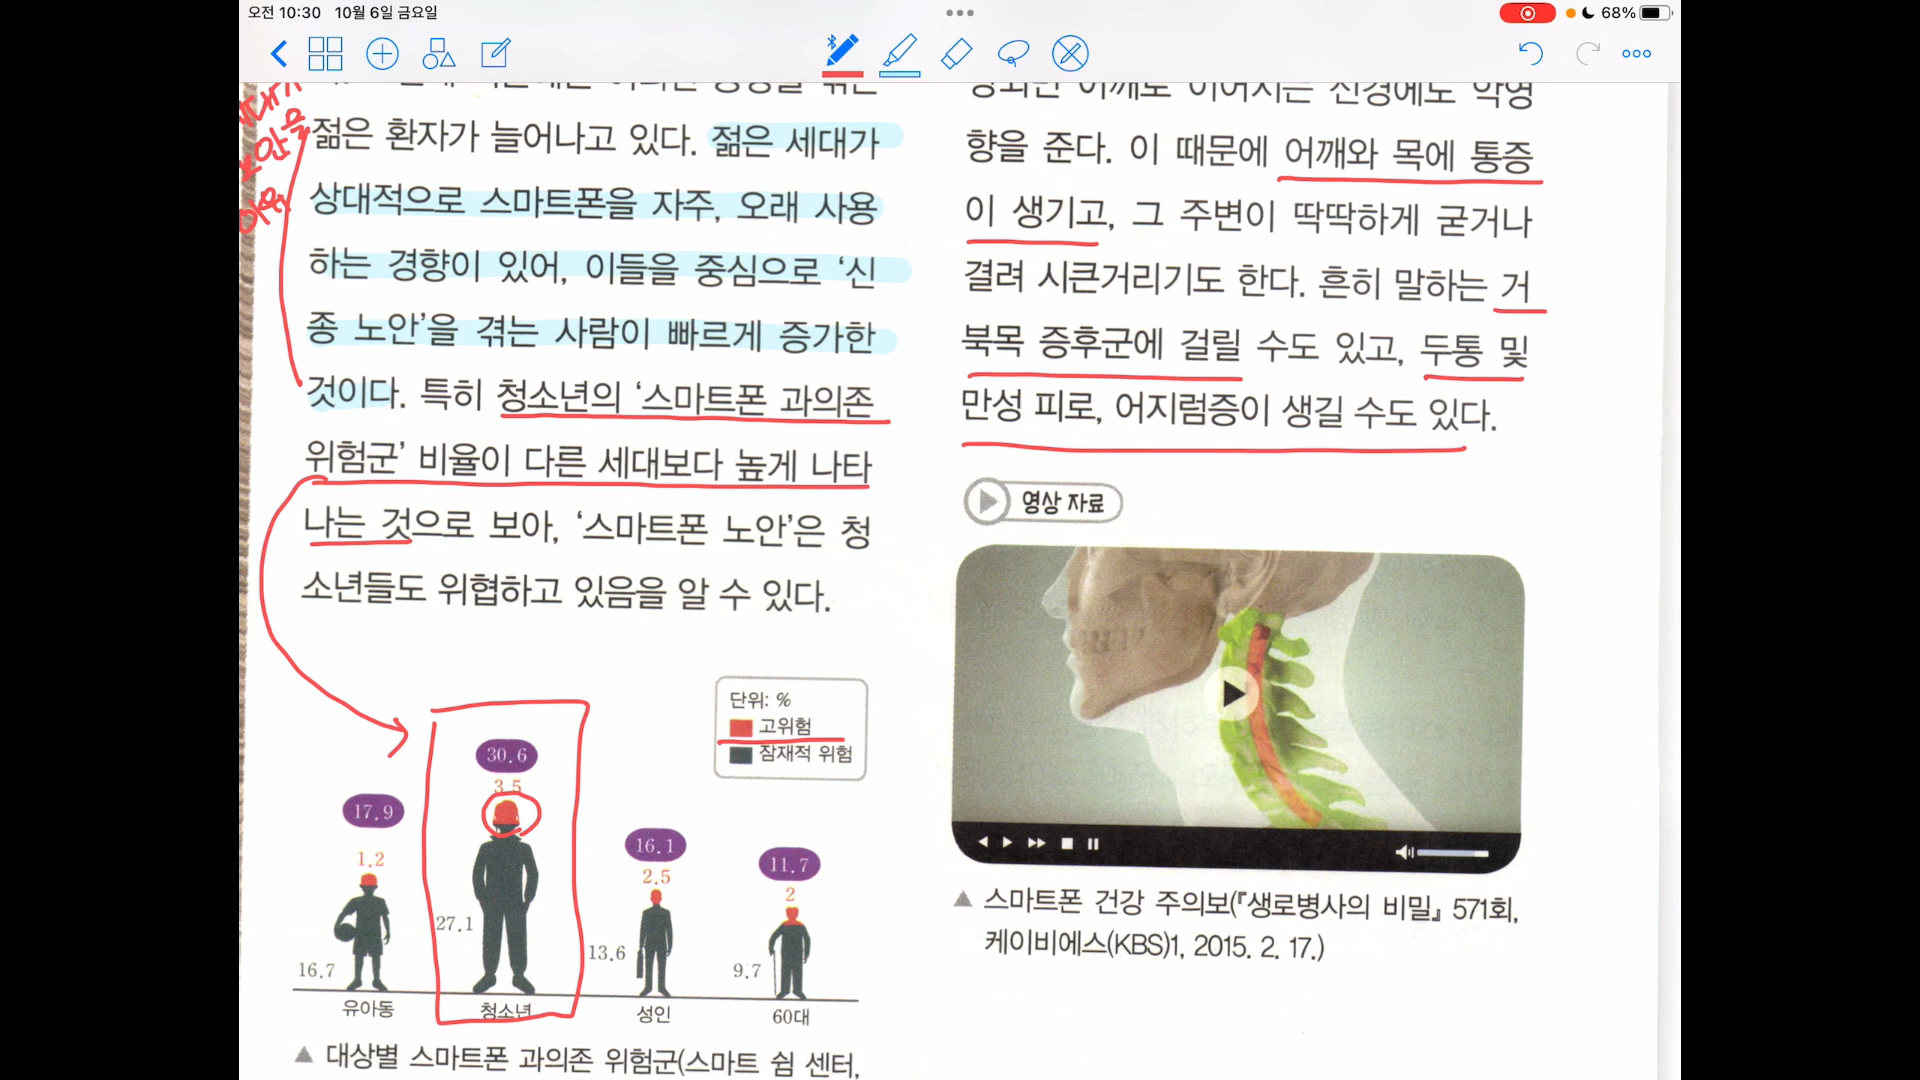 오전 10:30 10월 6일 금요일
68%
젊은 환자가 늘어나고 있다. 젊은 세대가
상대적으로 스마트폰을 자주, 오래 사용
하는 경향이 있어, 이들을 중심으로 ‘신
종 노안’을 겪는 사람이 빠르게 증가한
것이다. 특히 청소년의 ‘스마트폰 과의존
위험군’ 비율이 다른 세대보다 높게 나타
나는 것으로 보아, ‘스마트폰 노안’은 청
소년들도 위협하고 있음을 알 수 있다.
단위: %
고위험
잠재적 위험
17.9
1.2
16.7
유아동
30.6
3.5
27.1
청소년
16.1
2.5
13.6
성인
11.7
2
9.7
60대
▲ 대상별 스마트폰 과의존 위험군(스마트 쉼 센터,
향을 준다. 이 때문에 어깨와 목에 통증
이 생기고, 그 주변이 딱딱하게 굳거나
결려 시큰거리기도 한다. 흔히 말하는 거
북목 증후군에 걸릴 수도 있고, 두통 및
만성 피로, 어지럼증이 생길 수도 있다.
영상 자료
▲ 스마트폰 건강 주의보(『생로병사의 비밀』 571회,
케이비에스(KBS)1, 2015. 2. 17.)